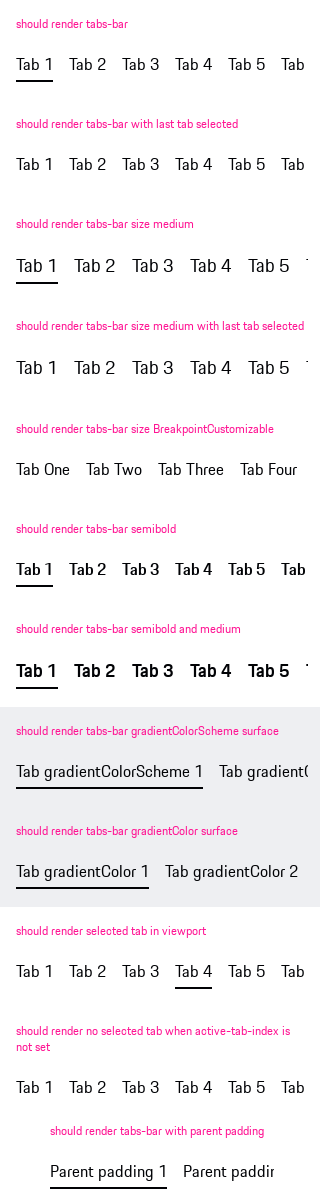 should render tabs-bar
Tab 1 Tab 2 Tab 3 Tab 4 Tab 5 Tab
should render tabs-bar with last tab selected
Tab 1 Tab 2 Tab 3 Tab 4 Tab 5 Tab
should render tabs-bar size medium
Tab 1 Tab 2 Tab 3 Tab 4 Tab 5
should render tabs-bar size medium with last tab selected
Tab 1 Tab 2 Tab 3 Tab 4 Tab 5
should render tabs-bar size BreakpointCustomizable
Tab One Tab Two Tab Three Tab Four
should render tabs-bar semibold
Tab 1 Tab 2 Tab 3 Tab 4 Tab 5 Tab
should render tabs-bar semibold and medium
Tab 1 Tab 2 Tab 3 Tab 4 Tab 5
should render tabs-bar gradientColorScheme surface
Tab gradientColorScheme 1 Tab gradient
should render tabs-bar gradientColor surface
Tab gradientColor 1 Tab gradientColor 2
should render selected tab in viewport
Tab 1 Tab 2 Tab 3 Tab 4 Tab 5 Tab
should render no selected tab when active-tab-index is
not set
Tab 1 Tab 2 Tab 3 Tab 4 Tab 5 Tab
should render tabs-bar with parent padding
Parent padding 1 Parent paddin